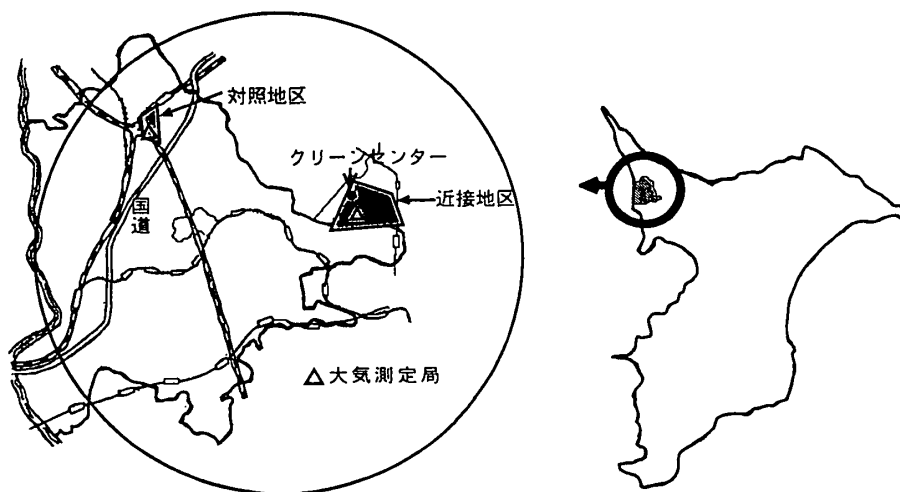 対照地区
クリーンセンター
近接地区
国道
△大気測定局